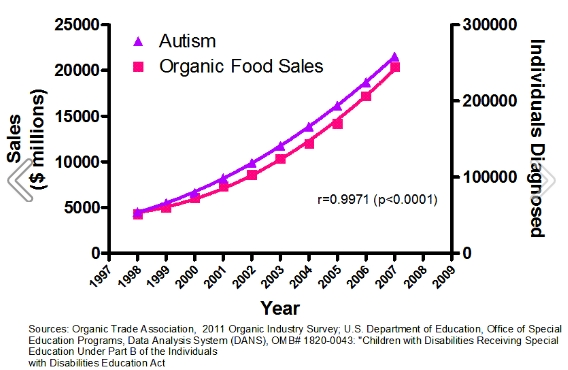 Autism
Organic Food Sales
Sales
($ millions)
25000
20000
15000
10000
5000
0
300000
200000
100000
0
Individuals Diagnosed
r=0.9971 (p<0.0001)
1997
1998
1999
2000
2001
2002
2003
2004
2005
2006
2007
2008
2009
Year
Sources: Organic Trade Association, 2011 Organic Industry Survey; U.S. Department of Education, Office of Special
Education Programs, Data Analysis System (DANS), OMB# 1820-0043: "Children with Disabilities Receiving Special
Education Under Part B of the Individuals
with Disabilities Education Act